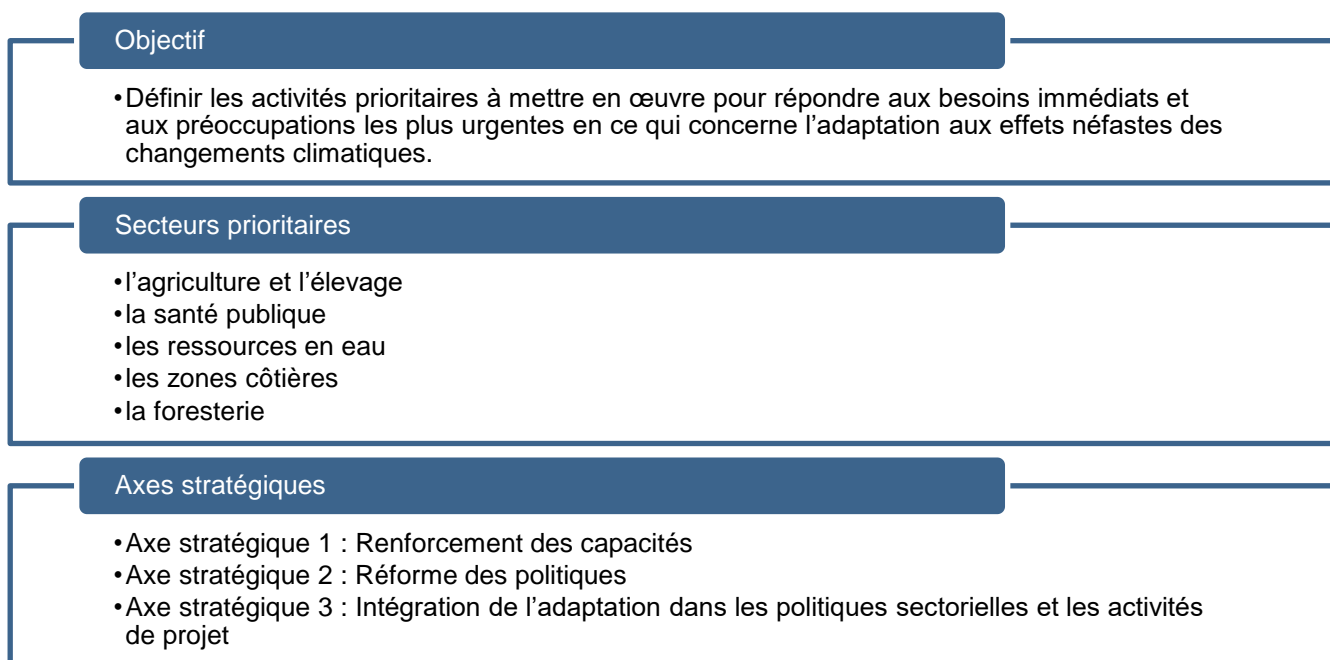 Objectif
•Définir les activités prioritaires à mettre en œuvre pour répondre aux besoins immédiats et
aux préoccupations les plus urgentes en ce qui concerne l’adaptation aux effets néfastes des
changements climatiques.
Secteurs prioritaires
•l’agriculture et l’élevage
•la santé publique
•les ressources en eau
•les zones côtières
•la foresterie
Axes stratégiques
•Axe stratégique 1 : Renforcement des capacités
•Axe stratégique 2 : Réforme des politiques
•Axe stratégique 3 : Intégration de l’adaptation dans les politiques sectorielles et les activités
de projet